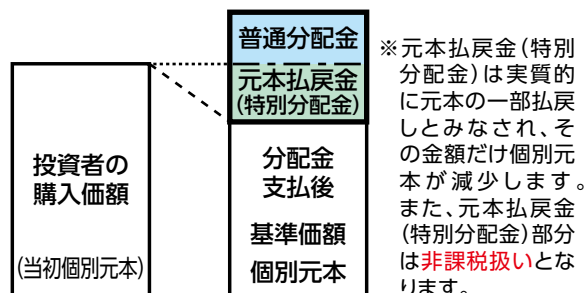 普通分配金
元本払戻金
(特別分配金)
投資者の
購入価額
(当初個別元本)
分配金
支払後
基準価額
個別元本
※元本払戻金(特別
分配金)は実質的
に元本の一部払戻
しとみなされ、そ
の金額だけ個別元
本が減少します。
また、元本払戻金
(特別分配金)部分
は非課税扱いとな
ります。